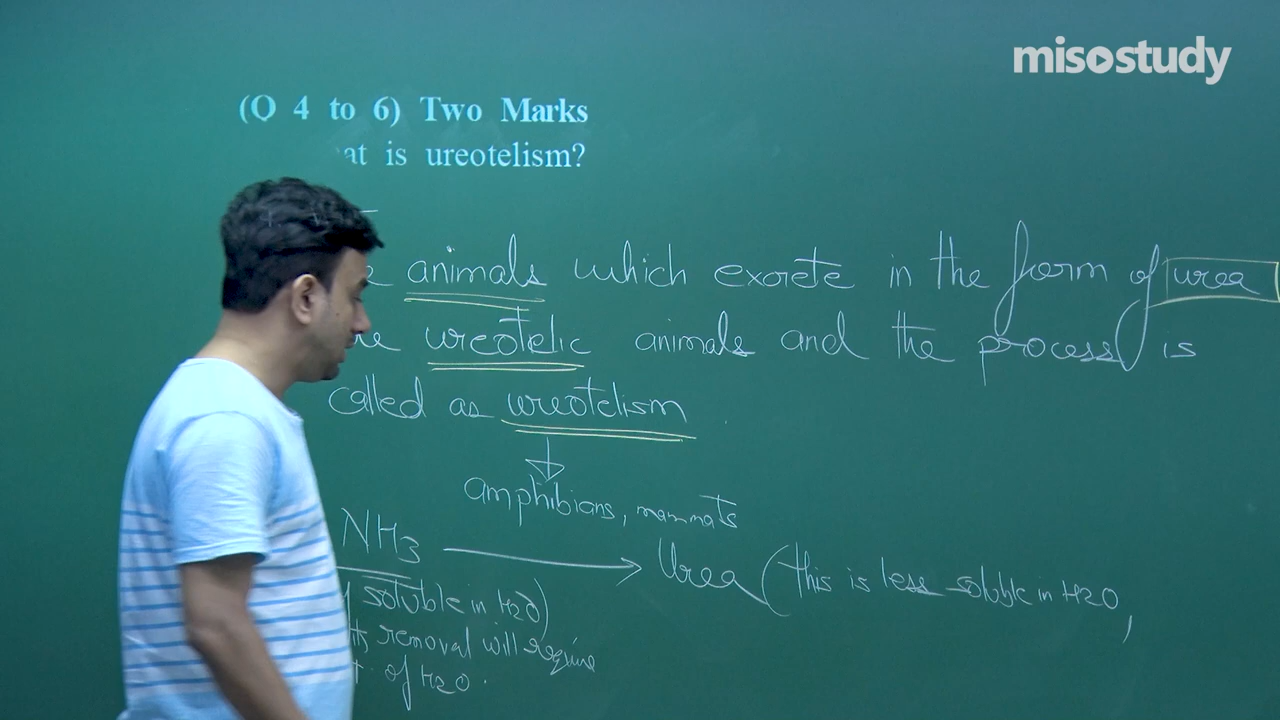 misostudy
(Q 4 to 6) Two Marks
at is ureotelism?
animals which excrete in the form of urea
ureotelic animals and the process is
called as ureotelism
amphibians, mammals
NH3 → Urea (this is less soluble in H2O,
soluble in H2O)
its removal will require
of H2O.